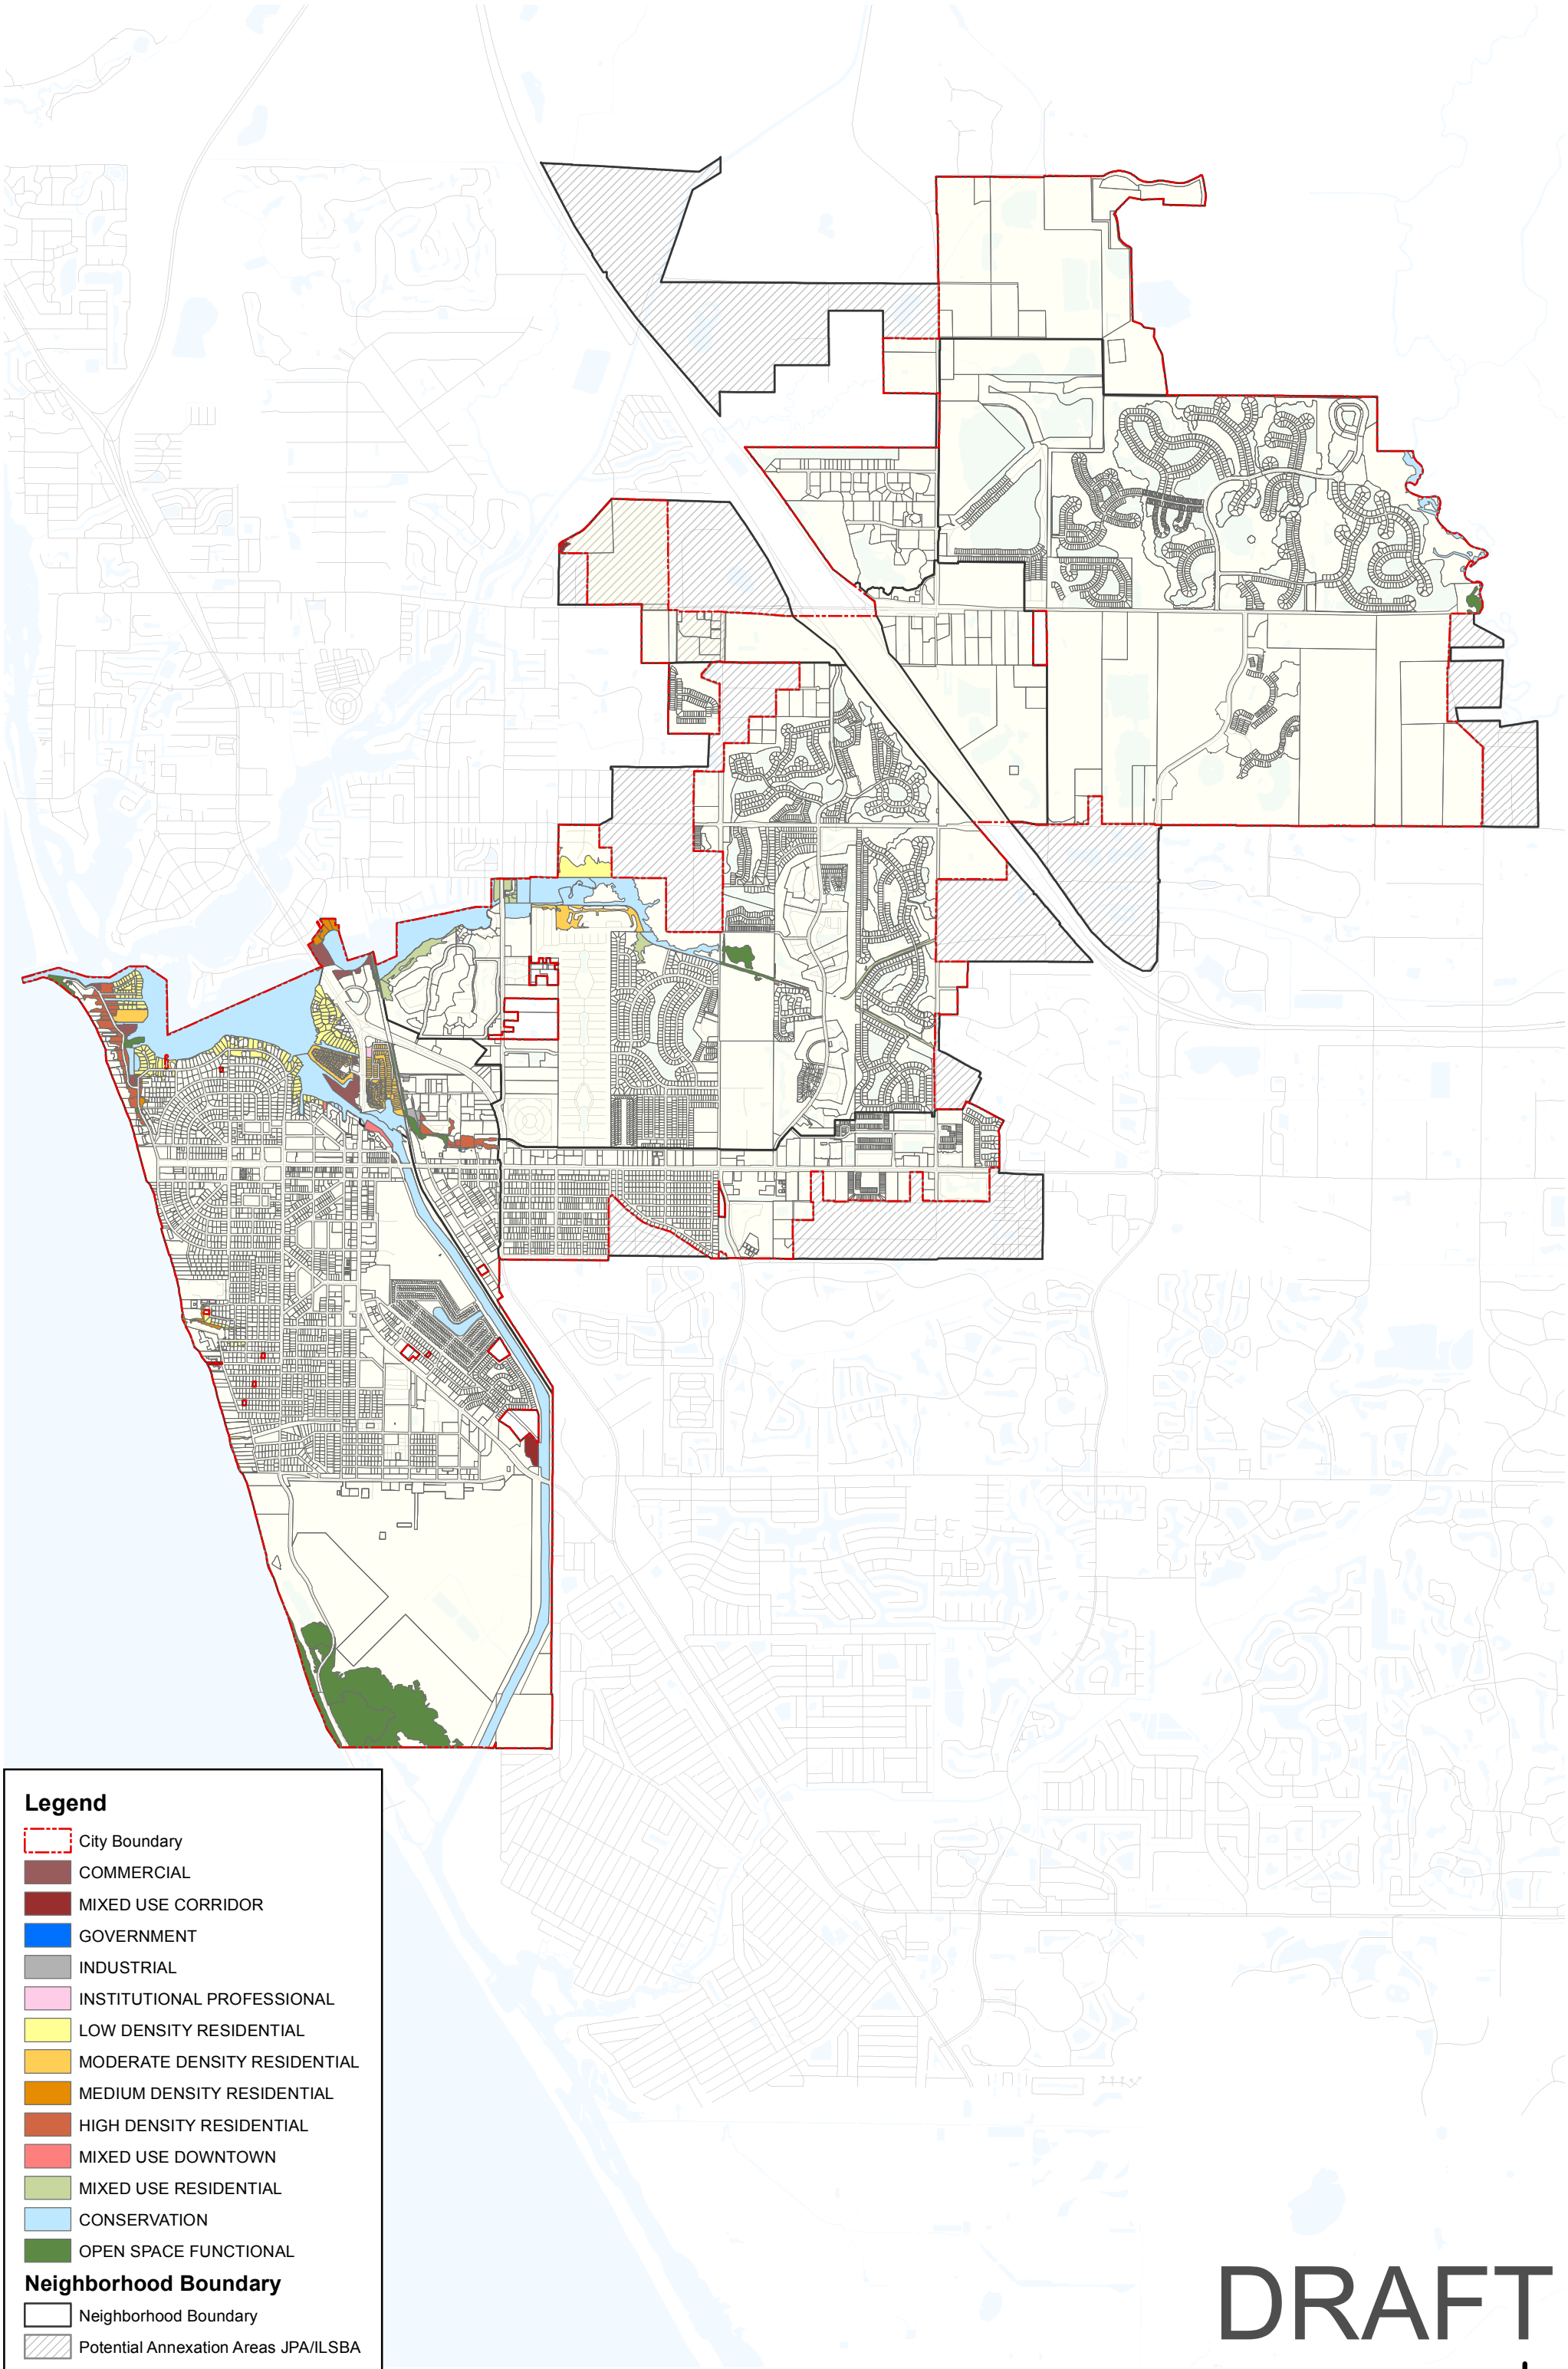 Legend
City Boundary
COMMERCIAL
MIXED USE CORRIDOR
GOVERNMENT
INDUSTRIAL
INSTITUTIONAL PROFESSIONAL
LOW DENSITY RESIDENTIAL
MODERATE DENSITY RESIDENTIAL
MEDIUM DENSITY RESIDENTIAL
HIGH DENSITY RESIDENTIAL
MIXED USE DOWNTOWN
MIXED USE RESIDENTIAL
CONSERVATION
OPEN SPACE FUNCTIONAL
Neighborhood Boundary
Neighborhood Boundary
Potential Annexation Areas JPA/ILSBA
DRAFT